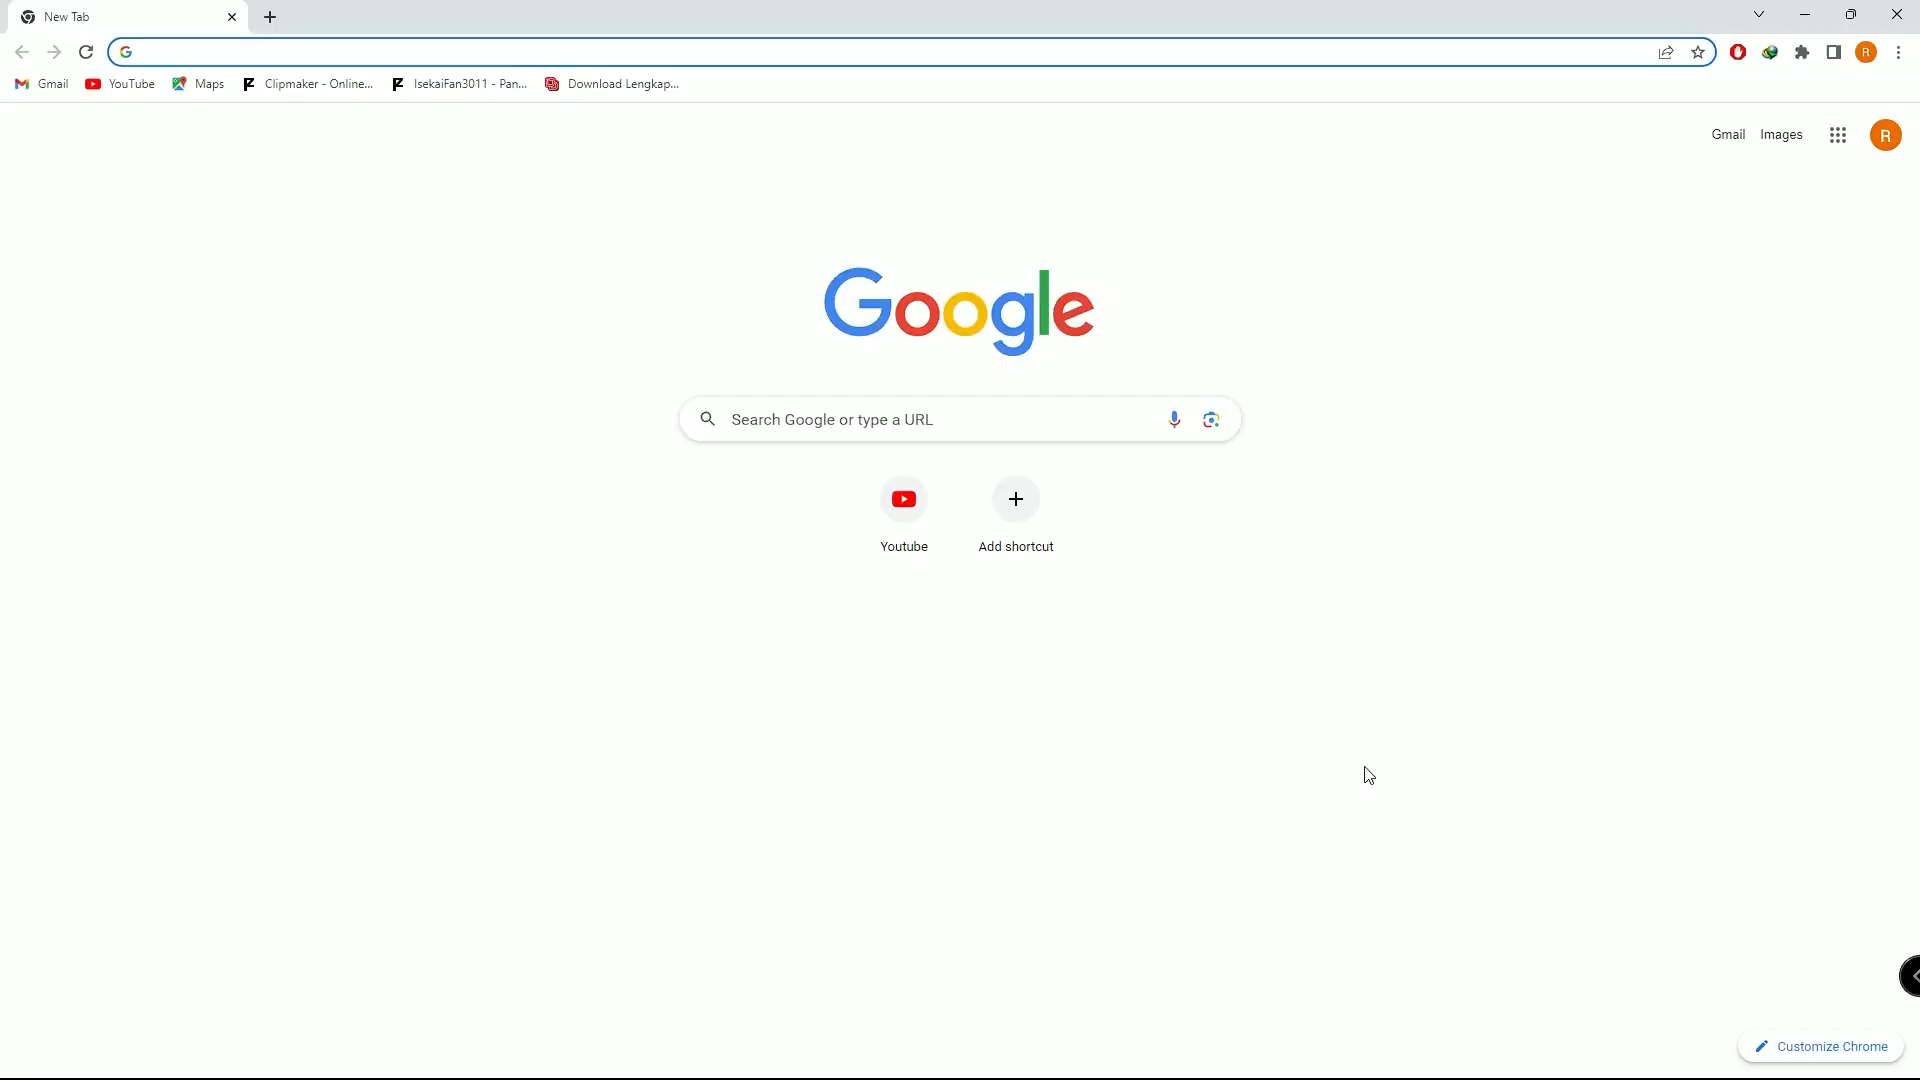 New Tab
Gmail YouTube Maps Clipmaker - Online... IsekaiFan3011 - Pan... Download Lengkap...
Gmail Images R
Google
Search Google or type a URL
Youtube Add shortcut
Customize Chrome